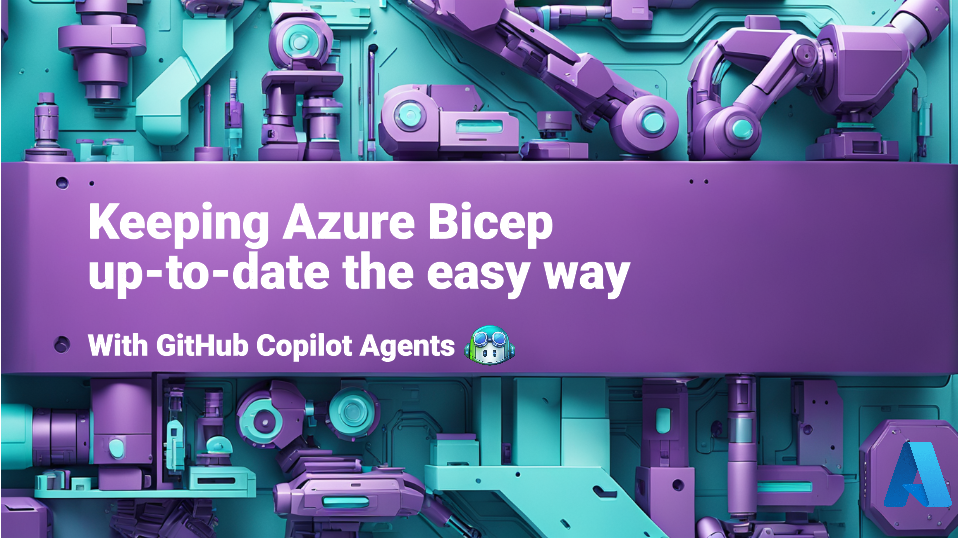 Keeping Azure Bicep
up-to-date the easy way
With GitHub Copilot Agents